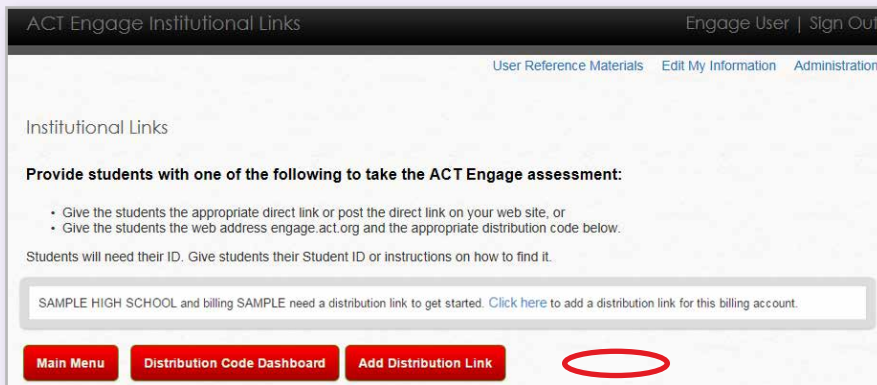 ACT Engage Institutional Links Engage User | Sign Out
User Reference Materials Edit My Information Administration
Institutional Links
Provide students with one of the following to take the ACT Engage assessment:
• Give the students the appropriate direct link or post the direct link on your web site, or
• Give the students the web address engage.act.org and the appropriate distribution code below.
Students will need their ID. Give students their Student ID or instructions on how to find it.
SAMPLE HIGH SCHOOL and billing SAMPLE need a distribution link to get started. Click here to add a distribution link for this billing account.
Main Menu Distribution Code Dashboard Add Distribution Link